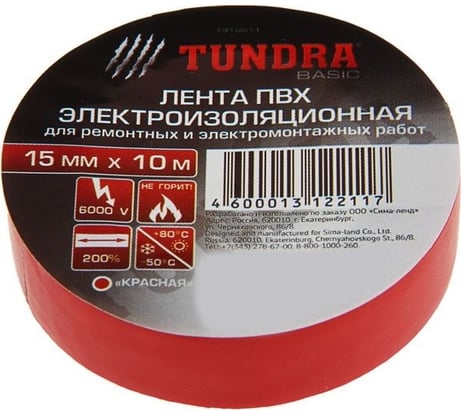 1319211
TUNDRA
BASIC
ЛЕНТА ПВХ
ЭЛЕКТРОИЗОЛЯЦИОННАЯ
для ремонтных и электромонтажных работ
15 мм х 10 м
6000 V
НЕ ГОРИТ!
200%
+80°C
-50°C
«КРАСНАЯ»
4 600013 122117
Разработано и изготовлено по заказу ООО «Сима-ленд»
Адрес: Россия, 620010, г. Екатеринбург,
ул. Черняховского, 86/8.
Designed and manufactured for Sima-land Co., Ltd.
Russia, 620010, Ekaterinburg, Chernyahovskogo St., 86/8.
Тел.: +7(343)278-67-00, 8-800-1000-260.